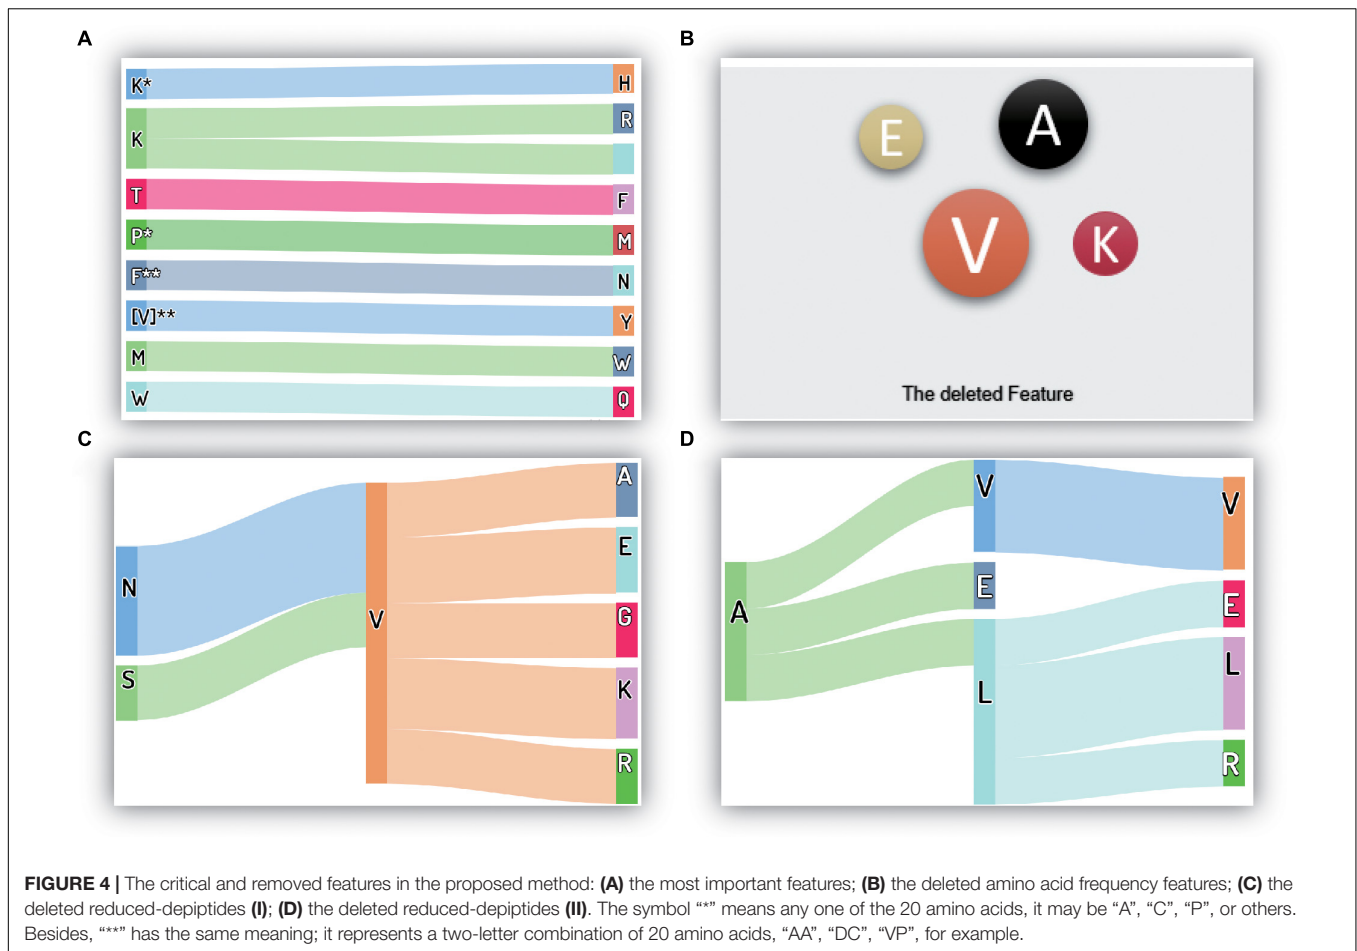 A
K*
H
K
R
T
F
P*
M
F**
N
[V]**
Y
M
W
W
Q
B
E
A
V
K
The deleted Feature
C
N
S
V
A
E
G
K
R
D
A
V
E
L
V
E
L
R
FIGURE 4 | The critical and removed features in the proposed method: (A) the most important features; (B) the deleted amino acid frequency features; (C) the
deleted reduced-depiptides (I); (D) the deleted reduced-depiptides (II). The symbol “*” means any one of the 20 amino acids, it may be “A”, “C”, “P”, or others.
Besides, “**” has the same meaning; it represents a two-letter combination of 20 amino acids, “AA”, “DC”, “VP”, for example.